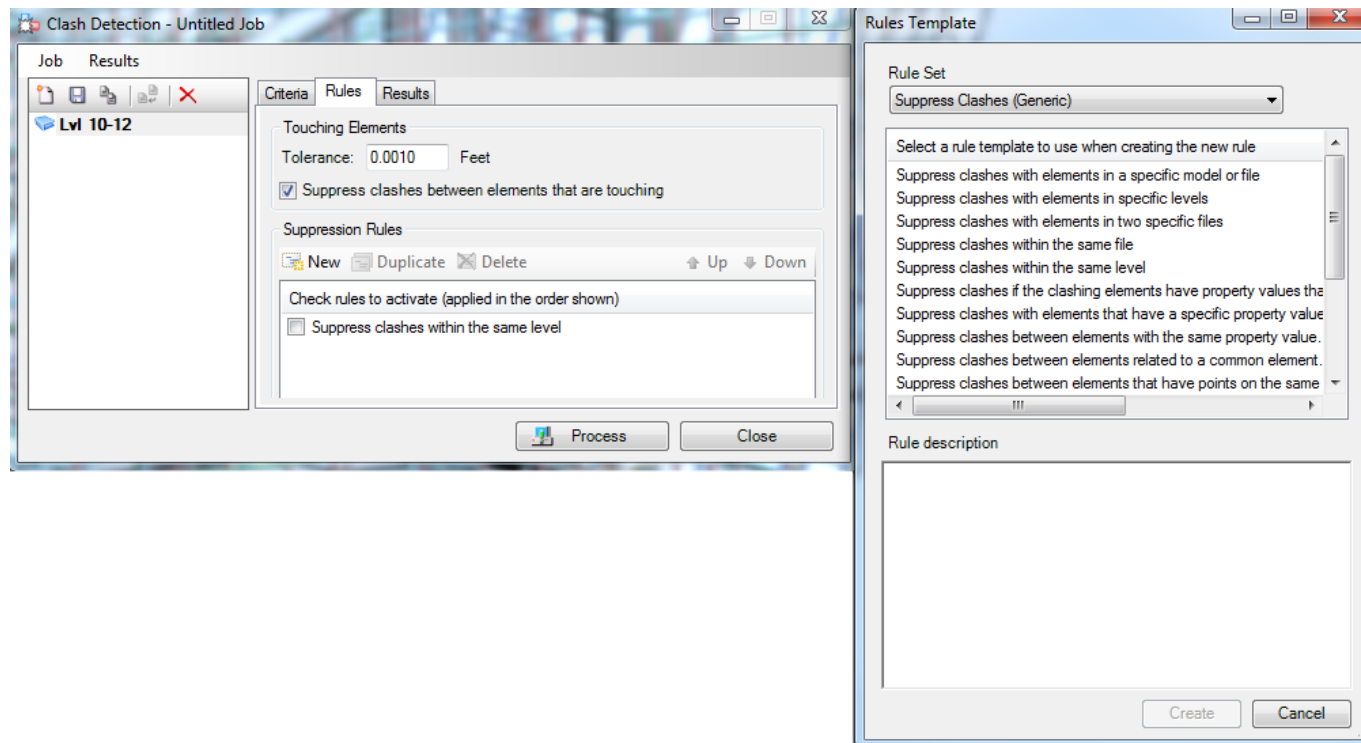 Clash Detection - Untitled Job
Job Results
Lvl 10-12
Criteria Rules Results
Touching Elements
Tolerance: 0.0010 Feet
Suppress clashes between elements that are touching
Suppression Rules
New Duplicate Delete Up Down
Check rules to activate (applied in the order shown)
Suppress clashes within the same level
Process Close
Rules Template
Rule Set
Suppress Clashes (Generic)
Select a rule template to use when creating the new rule
Suppress clashes with elements in a specific model or file
Suppress clashes with elements in specific levels
Suppress clashes with elements in two specific files
Suppress clashes within the same file
Suppress clashes within the same level
Suppress clashes if the clashing elements have property values tha
Suppress clashes with elements that have a specific property value
Suppress clashes between elements with the same property value.
Suppress clashes between elements related to a common element.
Suppress clashes between elements that have points on the same
Rule description
Create Cancel